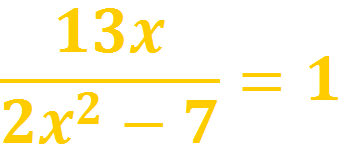 13x
2x² − 7 = 1